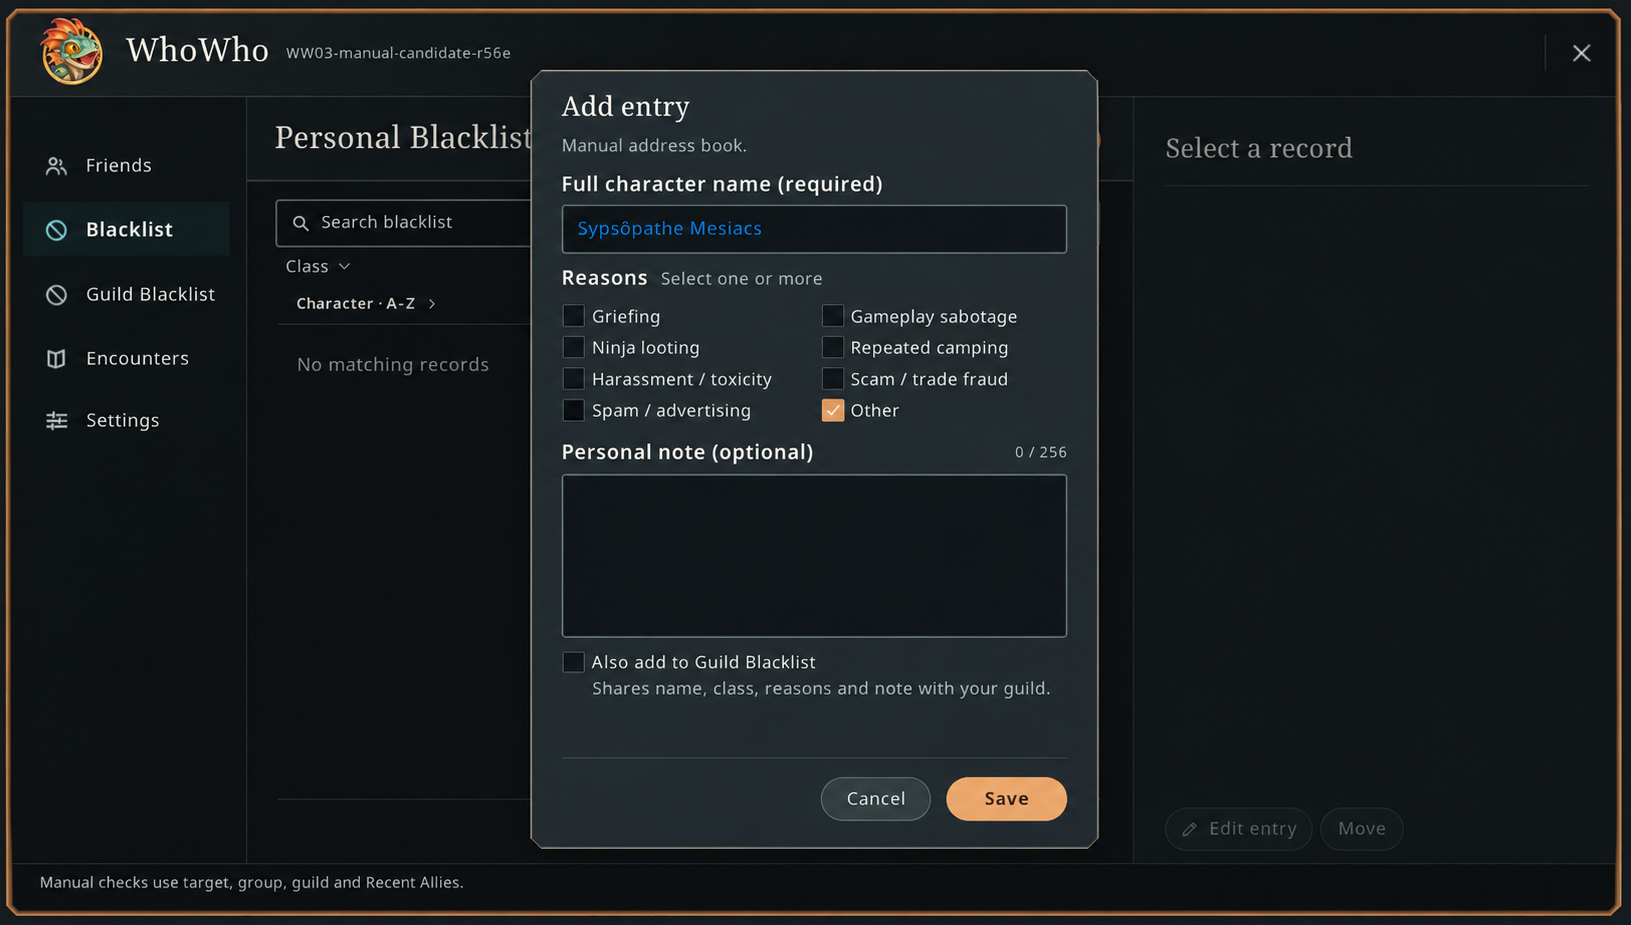 WhoWho WW03-manual-candidate-r56e
Friends
Blacklist
Guild Blacklist
Encounters
Settings
Personal Blacklist
Search blacklist
Class
Character · A-Z
No matching records
Add entry
Manual address book.
Full character name (required)
Sypsôpathe Mesiacs
Reasons Select one or more
Griefing
Gameplay sabotage
Ninja looting
Repeated camping
Harassment / toxicity
Scam / trade fraud
Spam / advertising
Other
Personal note (optional) 0 / 256
Also add to Guild Blacklist
Shares name, class, reasons and note with your guild.
Cancel
Save
Select a record
Edit entry
Move
Manual checks use target, group, guild and Recent Allies.